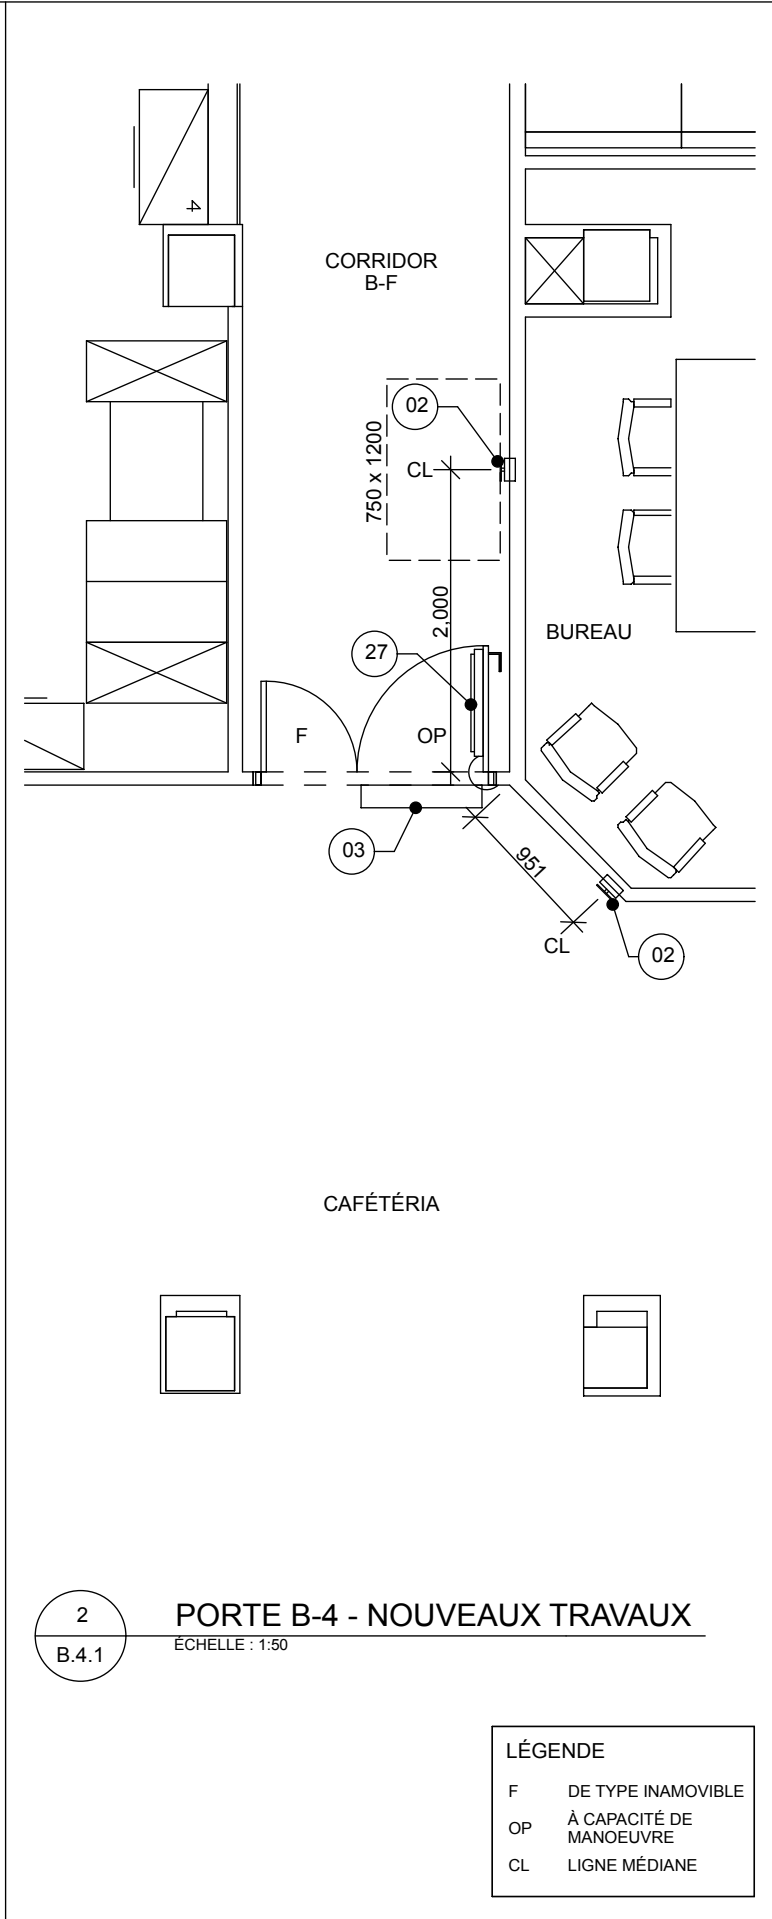 4
CORRIDOR
B-F
02
CL
750 x 1200
2,000
BUREAU
27
F
OP
03
951
CL
02
CAFÉTÉRIA
2
B.4.1
PORTE B-4 - NOUVEAUX TRAVAUX
ÉCHELLE : 1:50
LÉGENDE
F DE TYPE INAMOVIBLE
OP À CAPACITÉ DE
MANOEUVRE
CL LIGNE MÉDIANE